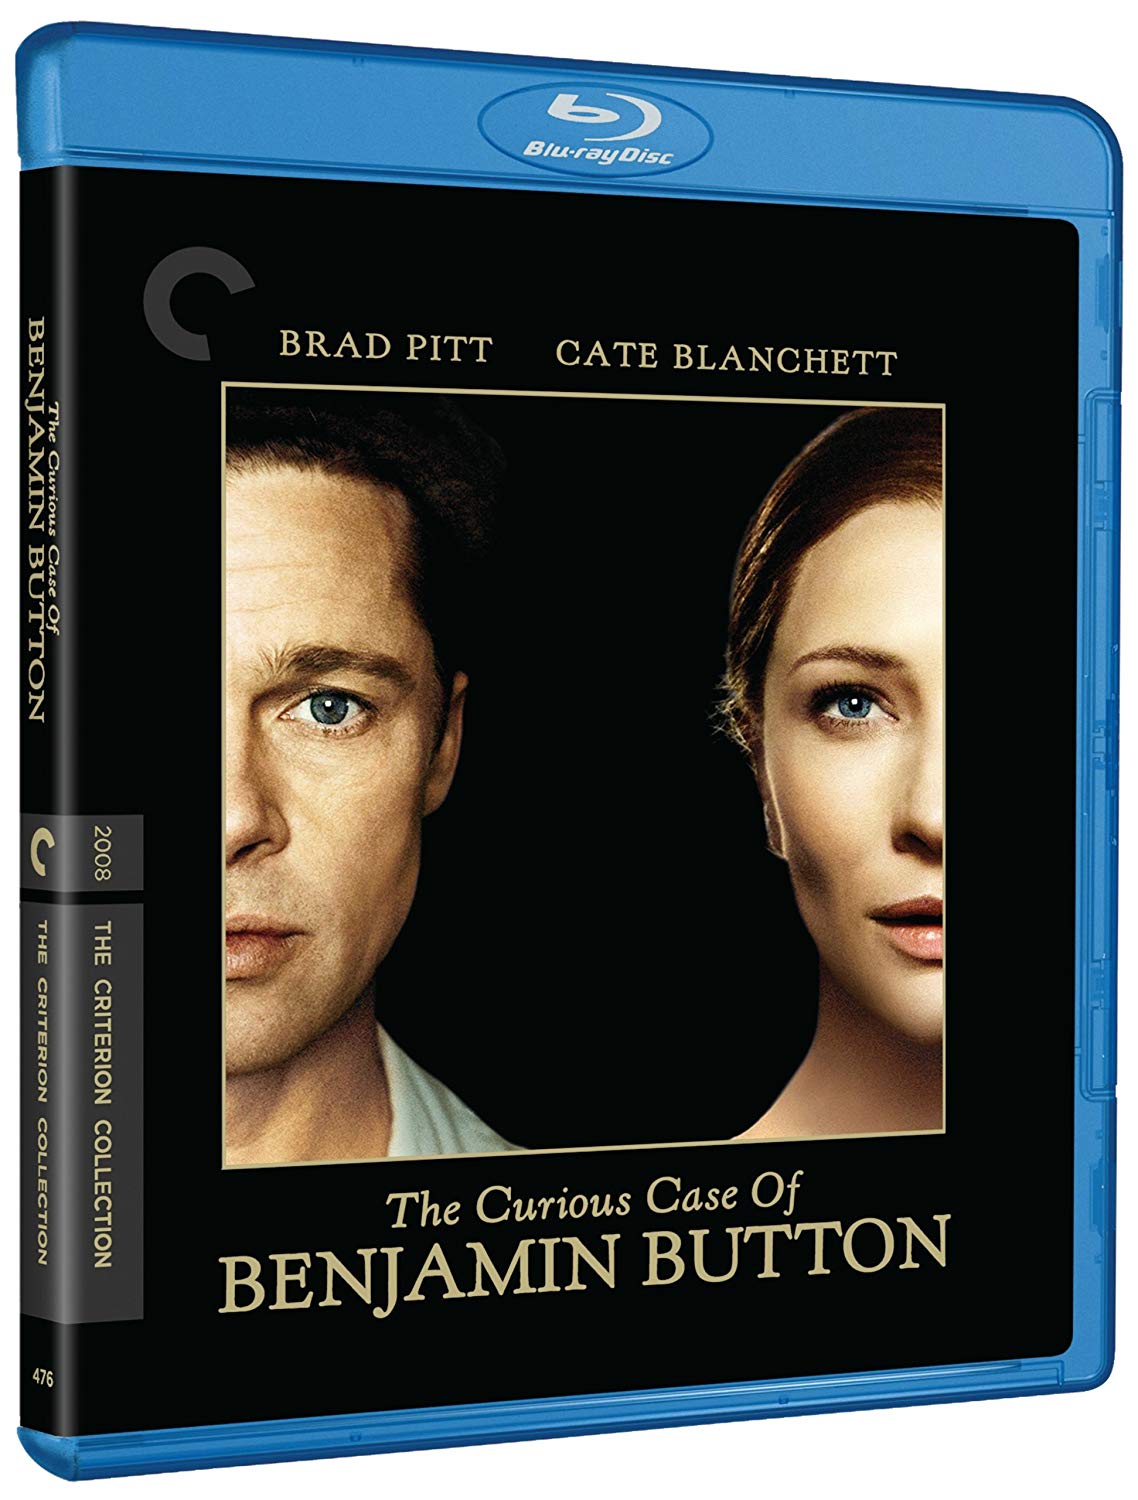 Blu-ray Disc
BRAD PITT CATE BLANCHETT
The Curious Case Of
BENJAMIN BUTTON
The Curious Case Of
BENJAMIN BUTTON
2008
THE CRITERION COLLECTION
THE CRITERION COLLECTION
476